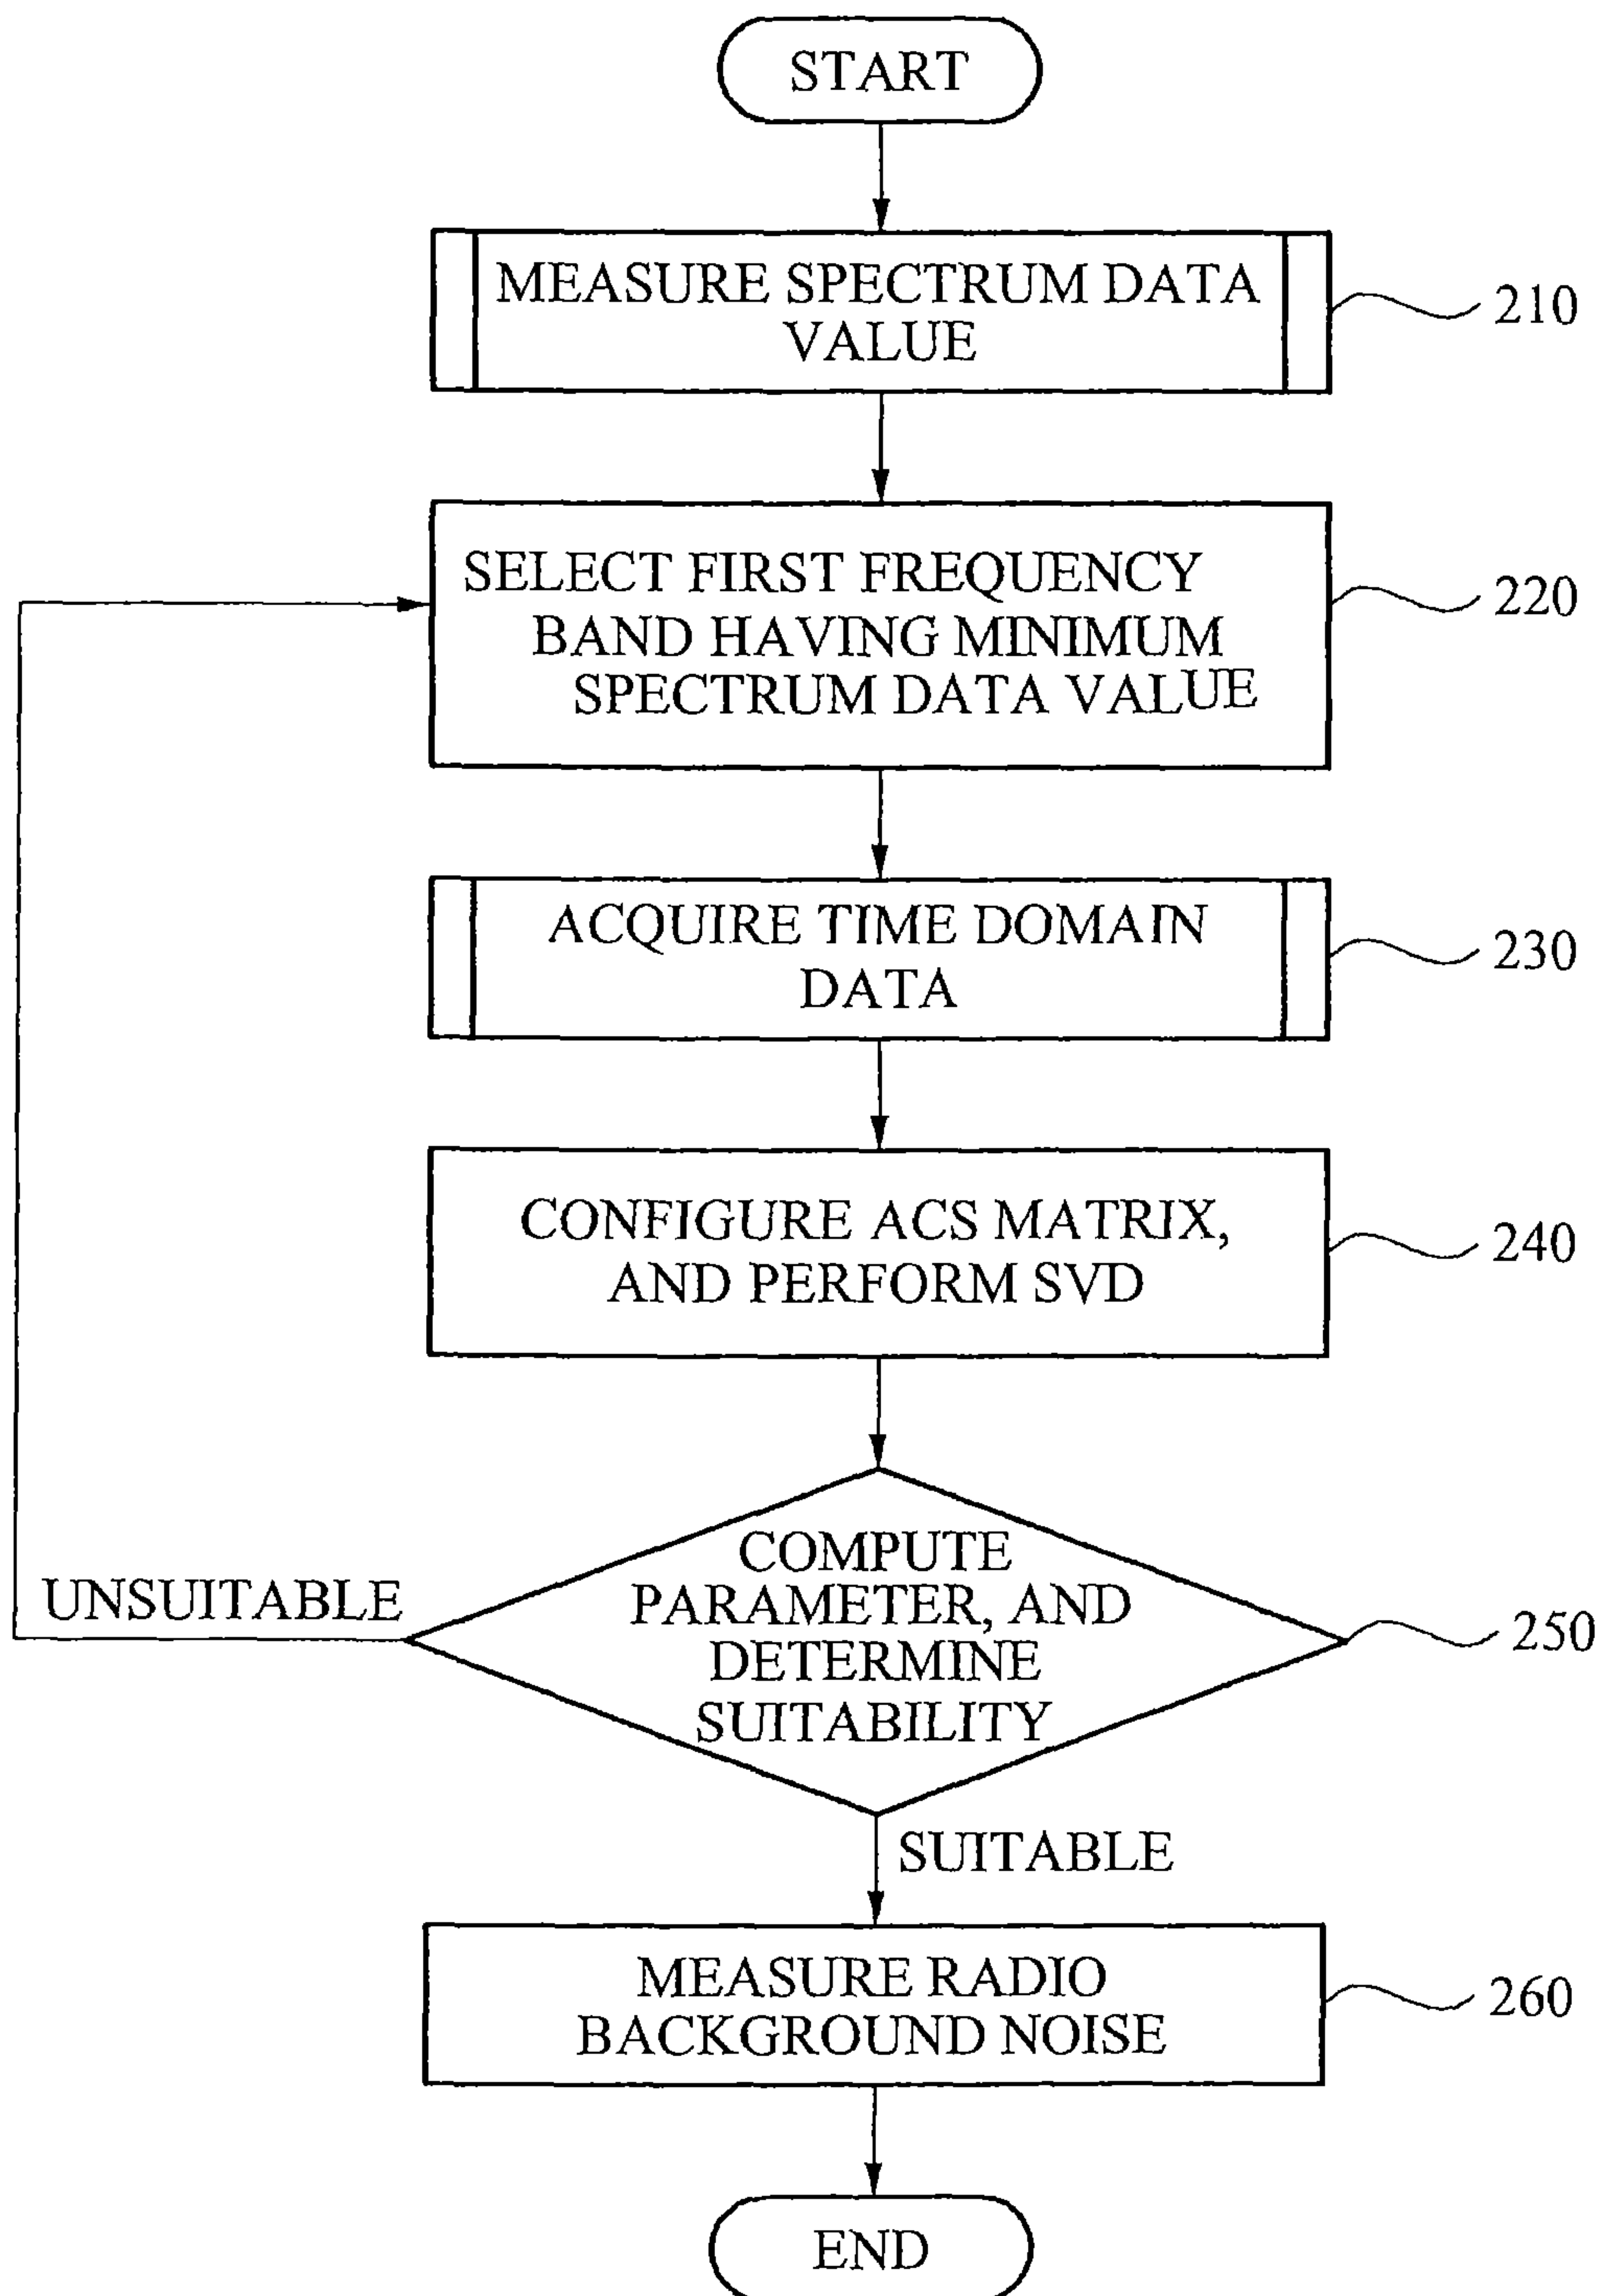 START
MEASURE SPECTRUM DATA
VALUE
210
SELECT FIRST FREQUENCY
BAND HAVING MINIMUM
SPECTRUM DATA VALUE
220
ACQUIRE TIME DOMAIN
DATA
230
CONFIGURE ACS MATRIX,
AND PERFORM SVD
240
COMPUTE
PARAMETER, AND
DETERMINE
SUITABILITY
250
UNSUITABLE
SUITABLE
MEASURE RADIO
BACKGROUND NOISE
260
END